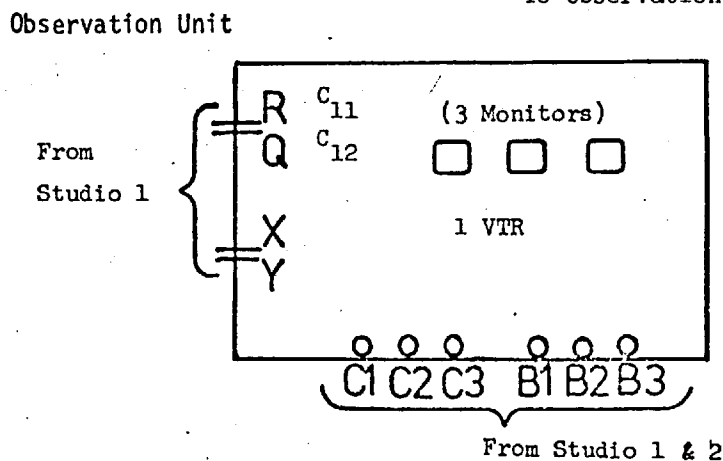 Observation Unit
R C11 (3 Monitors)
From Q C12
Studio 1
1 VTR
X
Y
C1 C2 C3 B1 B2 B3
From Studio 1 & 2